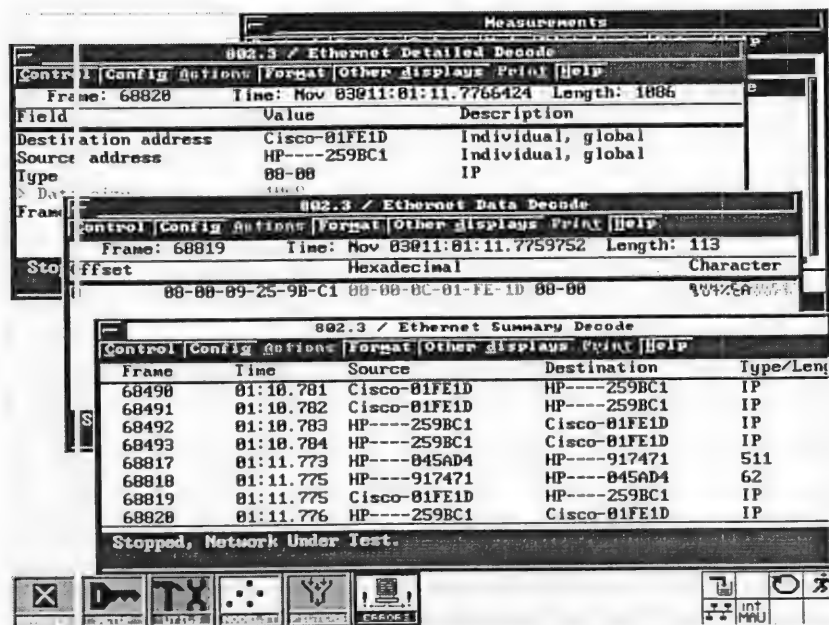 Measurements
802.3 / Ethernet Detailed Decode
Control Config Actions Format Other displays Print Help
Frame: 68820 Time: Nov 03@11:01:11.7766424 Length: 1086
Field Value Description
Destination address Cisco-01FE1D Individual, global
Source address HP----259BC1 Individual, global
Type 08-00 IP
802.3 / Ethernet Data Decode
Control Config Actions Format Other displays Print Help
Frame: 68819 Time: Nov 03@11:01:11.7759752 Length: 113
Offset Hexadecimal Character
08-00-09-25-9B-C1 00-00-0C-01-FE-1D 08-00
802.3 / Ethernet Summary Decode
Control Config Actions Format Other displays Print Help
Frame Time Source Destination Type/Leng
68490 01:10.781 Cisco-01FE1D HP----259BC1 IP
68491 01:10.782 Cisco-01FE1D HP----259BC1 IP
68492 01:10.783 HP----259BC1 Cisco-01FE1D IP
68493 01:10.784 HP----259BC1 Cisco-01FE1D IP
68817 01:11.773 HP----045AD4 HP----917471 511
68818 01:11.775 HP----917471 HP----045AD4 62
68819 01:11.775 Cisco-01FE1D HP----259BC1 IP
68820 01:11.776 HP----259BC1 Cisco-01FE1D IP
Stopped, Network Under Test.
ERRORS
Int
MAU